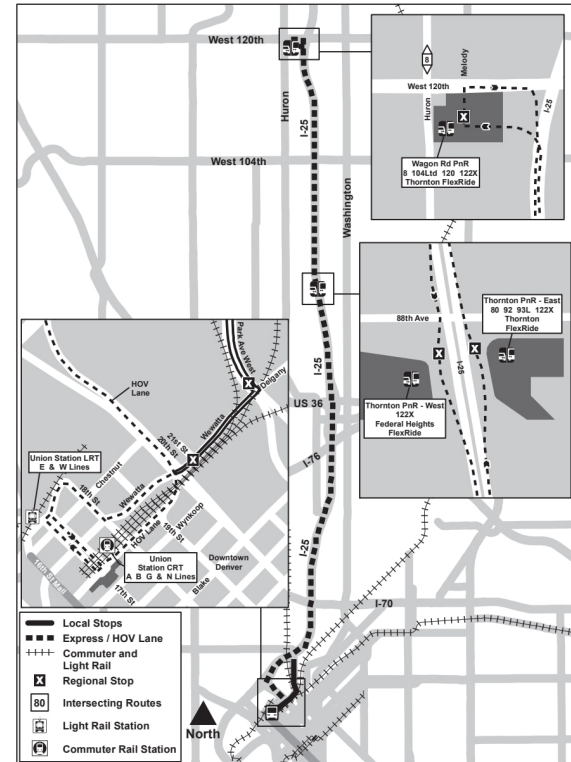 West 120th
Huron
I-25
West 104th
Washington
I-25
US 36
I-76
I-25
I-70
North
8
Melody
West 120th
Huron
I-25
X
Wagon Rd PnR
8 104Ltd 120 122X
Thornton FlexRide
Thornton PnR - East
80 92 93L 122X
Thornton
FlexRide
88th Ave
X
X
I-25
Thornton PnR - West
122X
Federal Heights
FlexRide
Park Ave West
X
Delgany
HOV
Lane
Wewatta
21st St
20th St
X
Union Station LRT
E & W Lines
Chestnut
18th St
Wewatta
HOV Lane
19th St
Wynkoop
Union
Station CRT
A B G & N Lines
Downtown
Denver
17th St
Blake
16th St Mall
Local Stops
Express / HOV Lane
Commuter and
Light Rail
X Regional Stop
80 Intersecting Routes
Light Rail Station
Commuter Rail Station